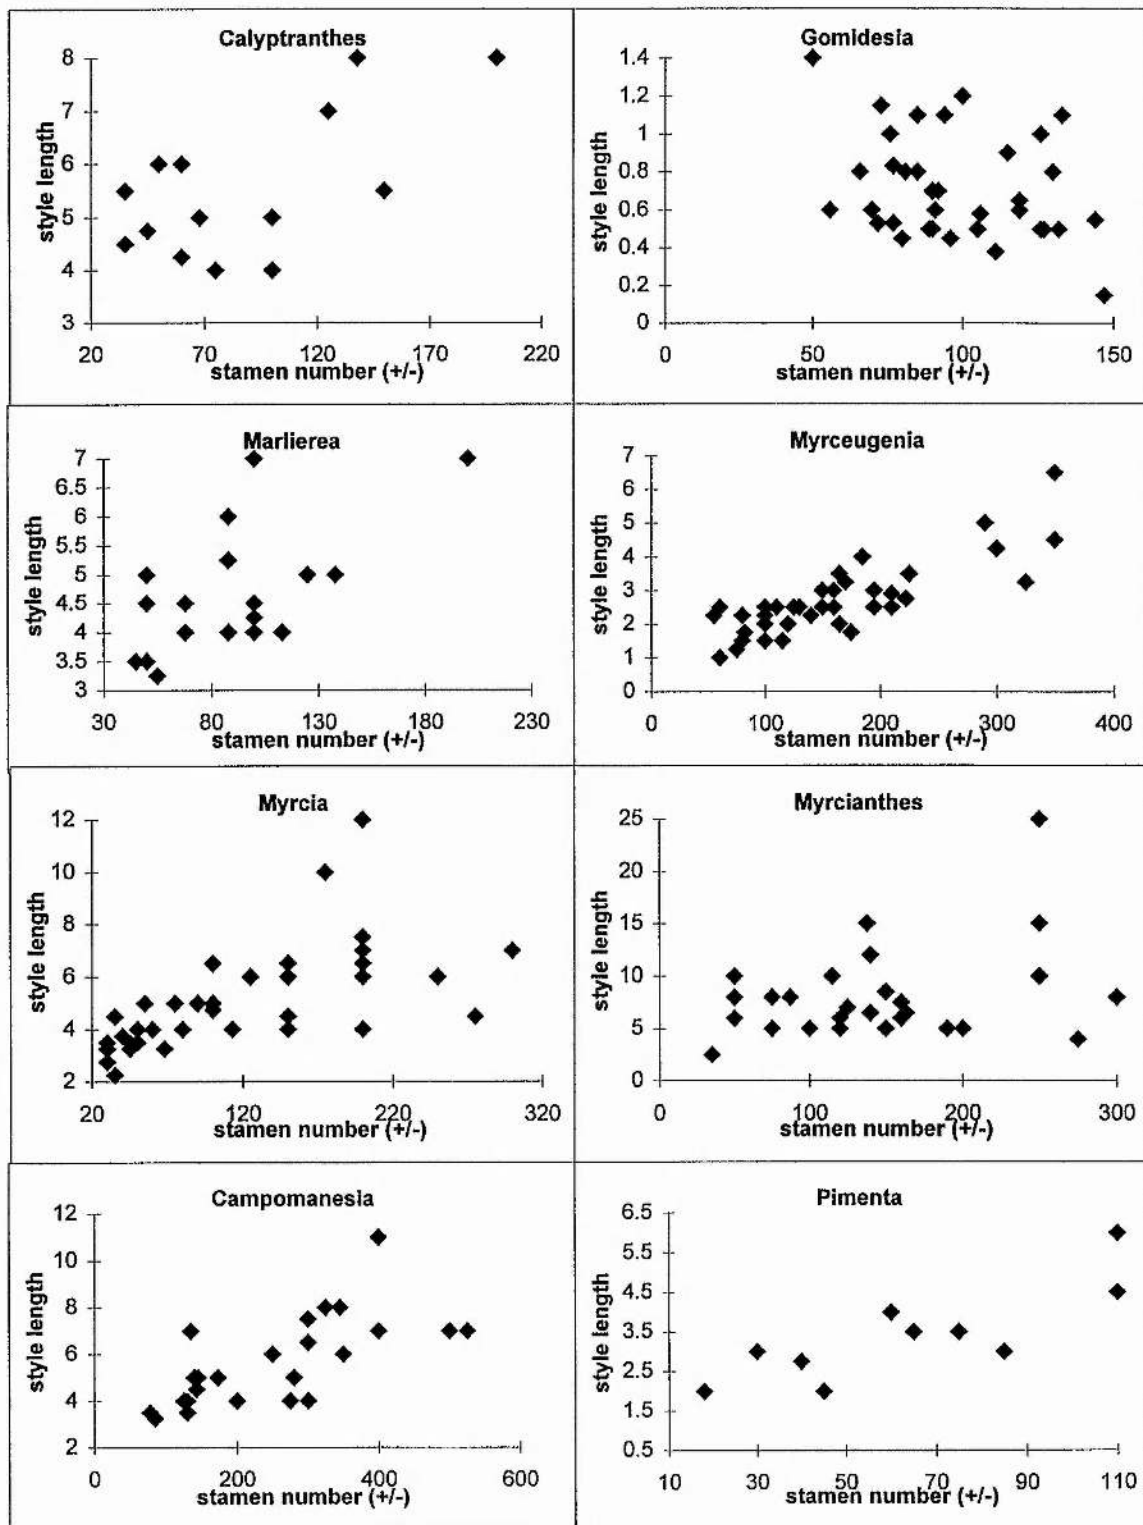 Calyptranthes
8
7
6
5
4
3
style length
20 70 120 170 220
stamen number (+/-)
Gomidesia
1.4
1.2
1
0.8
0.6
0.4
0.2
0
style length
0 50 100 150
stamen number (+/-)
Marlierea
7
6.5
6
5.5
5
4.5
4
3.5
3
style length
30 80 130 180 230
stamen number (+/-)
Myrceugenia
7
6
5
4
3
2
1
0
style length
0 100 200 300 400
stamen number (+/-)
Myrcia
12
10
8
6
4
2
style length
20 120 220 320
stamen number (+/-)
Myrcianthes
25
20
15
10
5
0
style length
0 100 200 300
stamen number (+/-)
Campomanesia
12
10
8
6
4
2
style length
0 200 400 600
stamen number (+/-)
Pimenta
6.5
5.5
4.5
3.5
2.5
1.5
0.5
style length
10 30 50 70 90 110
stamen number (+/-)